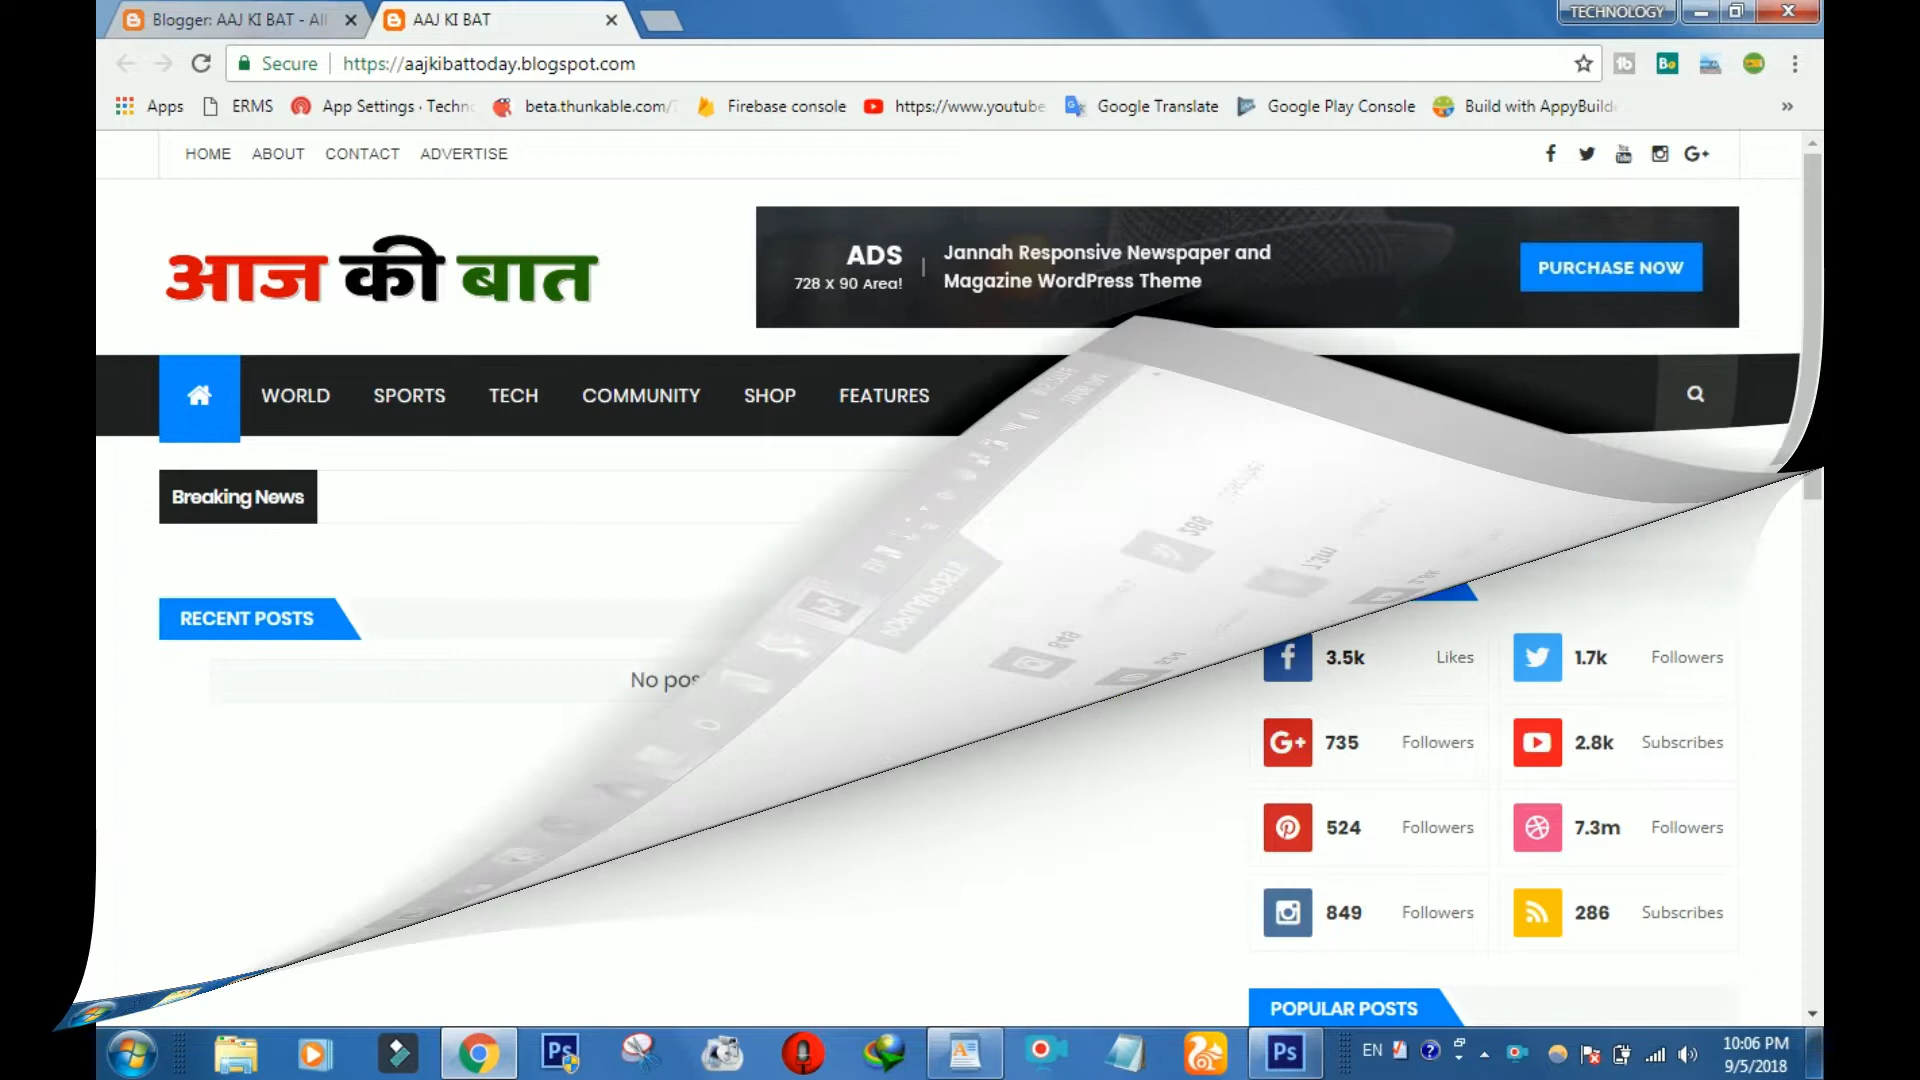 Blogger: AAJ KI BAT - All
AAJ KI BAT
TECHNOLOGY
Secure
https://aajkibattoday.blogspot.com
Apps
ERMS
App Settings · Techno
beta.thunkable.com/
Firebase console
https://www.youtube
Google Translate
Google Play Console
Build with AppyBuilde
»
HOME ABOUT CONTACT ADVERTISE
आज की बात
ADS
728 x 90 Area!
Jannah Responsive Newspaper and
Magazine WordPress Theme
PURCHASE NOW
WORLD SPORTS TECH COMMUNITY SHOP FEATURES
Breaking News
RECENT POSTS
No pos
3.5k Likes
1.7k Followers
735 Followers
2.8k Subscribes
524 Followers
7.3m Followers
849 Followers
286 Subscribes
POPULAR POSTS
EN
10:06 PM
9/5/2018